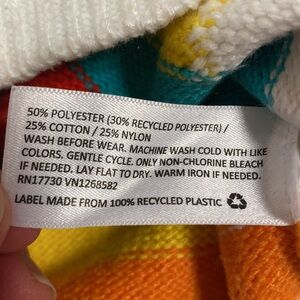 50% POLYESTER (30% RECYCLED POLYESTER) /
25% COTTON / 25% NYLON
WASH BEFORE WEAR. MACHINE WASH COLD WITH LIKE
COLORS. GENTLE CYCLE. ONLY NON-CHLORINE BLEACH
IF NEEDED. LAY FLAT TO DRY. WARM IRON IF NEEDED.
RN17730 VN1268582
LABEL MADE FROM 100% RECYCLED PLASTIC